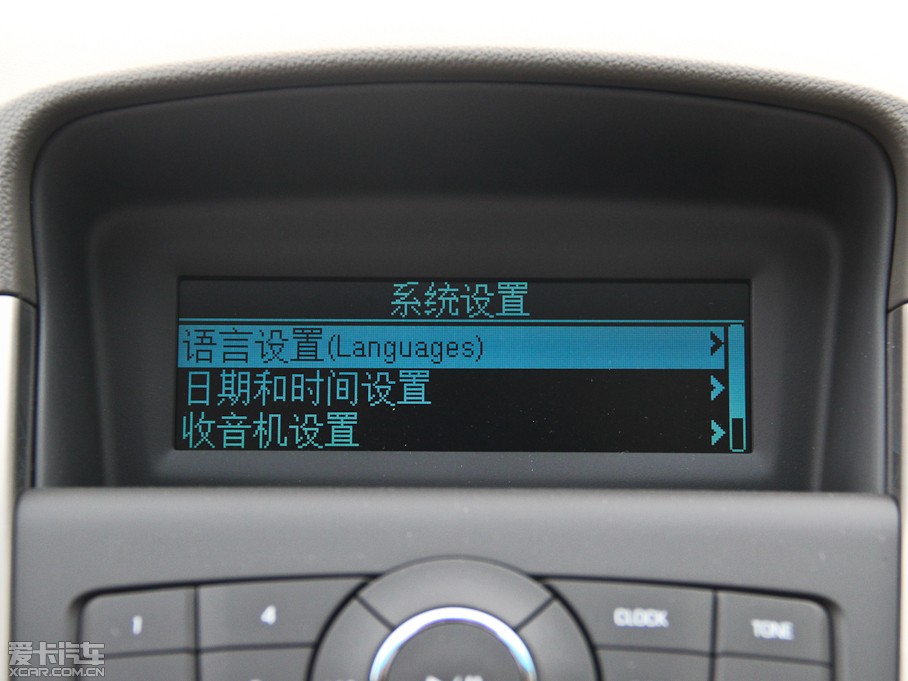 系统设置
语言设置(Languages)
日期和时间设置
收音机设置
1
4
CLOCK
TONE
爱卡汽车
XCAR.COM.CN